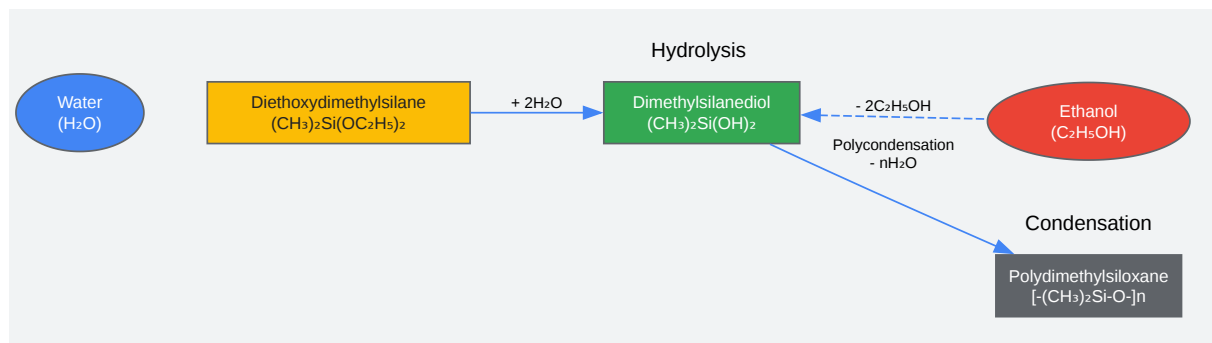 Hydrolysis
Water
(H₂O)
Diethoxydimethylsilane
(CH₃)₂Si(OC₂H₅)₂
+ 2H₂O
Dimethylsilanediol
(CH₃)₂Si(OH)₂
- 2C₂H₅OH
Ethanol
(C₂H₅OH)
Polycondensation
- nH₂O
Condensation
Polydimethylsiloxane
[-(CH₃)₂Si-O-]n